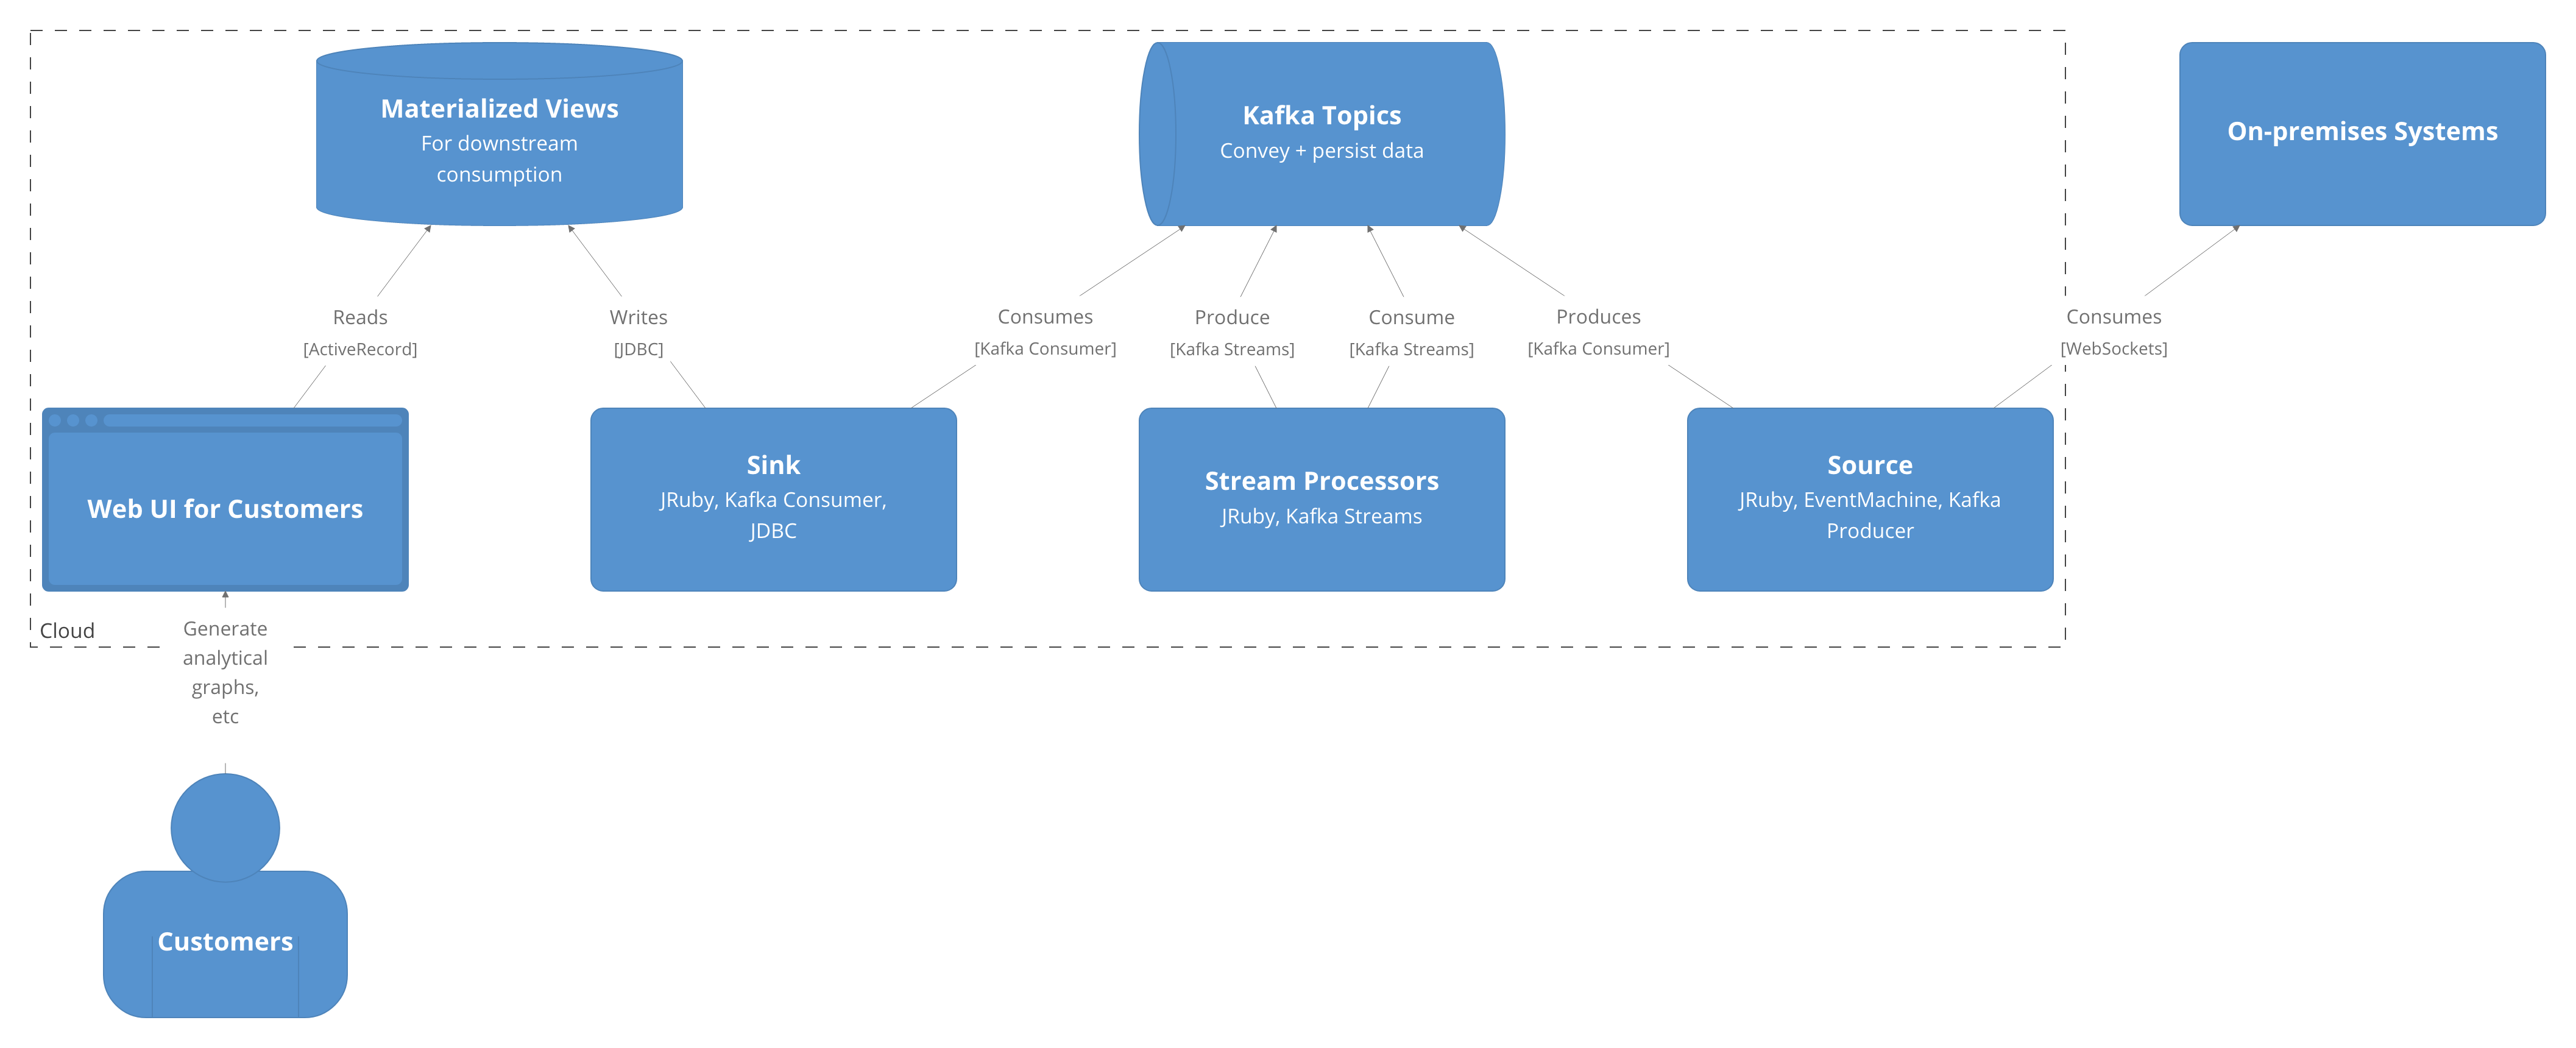 Materialized Views
For downstream
consumption
Kafka Topics
Convey + persist data
On-premises Systems
Reads
[ActiveRecord]
Writes
[JDBC]
Consumes
[Kafka Consumer]
Produce
[Kafka Streams]
Consume
[Kafka Streams]
Produces
[Kafka Consumer]
Consumes
[WebSockets]
Web UI for Customers
Sink
JRuby, Kafka Consumer,
JDBC
Stream Processors
JRuby, Kafka Streams
Source
JRuby, EventMachine, Kafka
Producer
Cloud
Generate
analytical
graphs,
etc
Customers